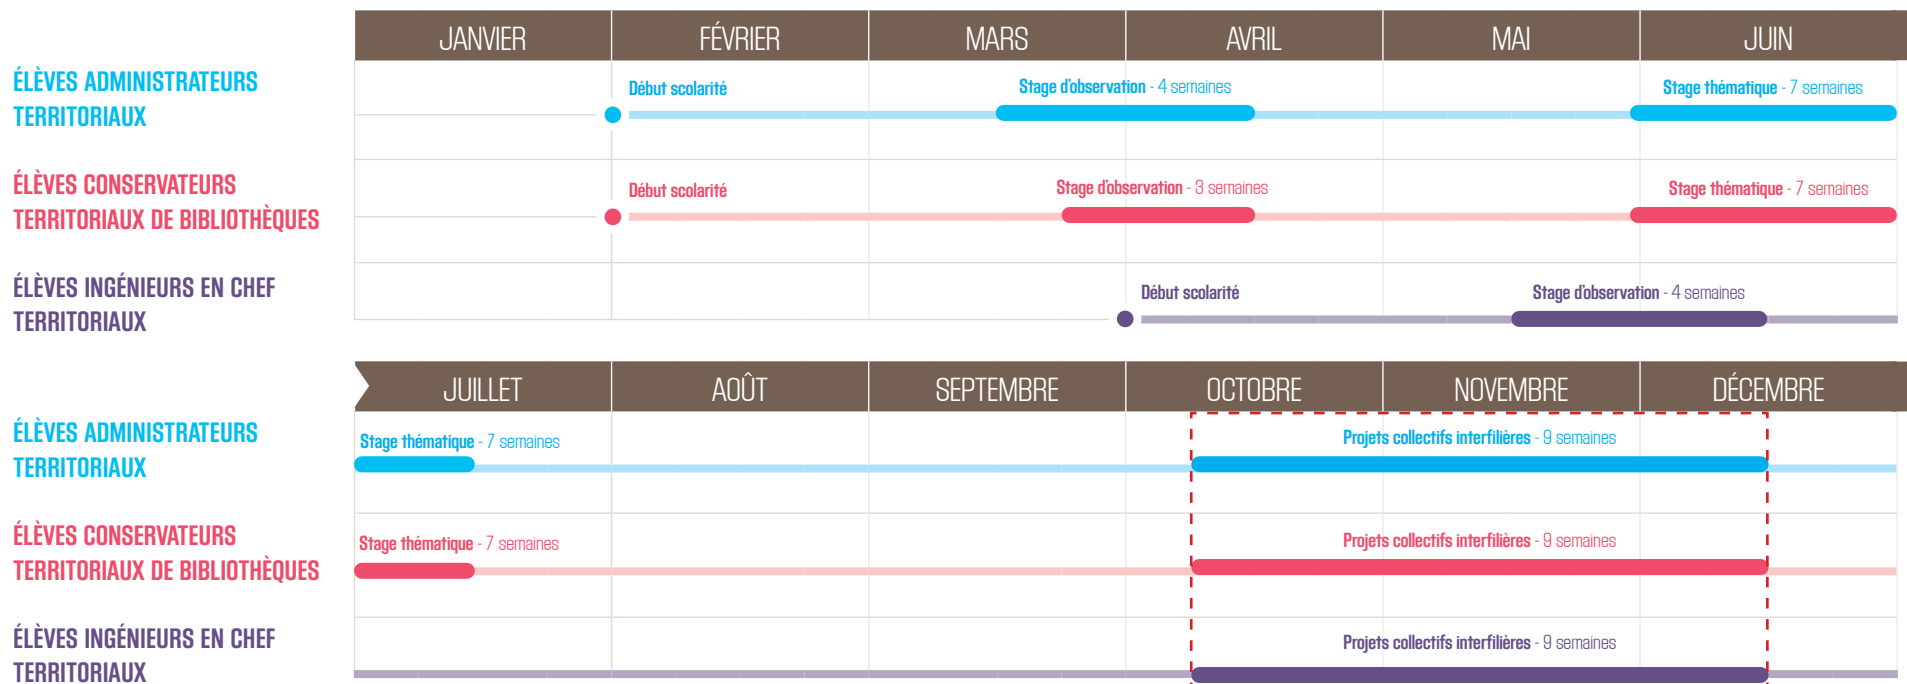 JANVIER FÉVRIER MARS AVRIL MAI JUIN
ÉLÈVES ADMINISTRATEURS
TERRITORIAUX
Début scolarité
Stage d'observation - 4 semaines
Stage thématique - 7 semaines
ÉLÈVES CONSERVATEURS
TERRITORIAUX DE BIBLIOTHÈQUES
Début scolarité
Stage d'observation - 3 semaines
Stage thématique - 7 semaines
ÉLÈVES INGÉNIEURS EN CHEF
TERRITORIAUX
Début scolarité
Stage d'observation - 4 semaines
JUILLET AOÛT SEPTEMBRE OCTOBRE NOVEMBRE DÉCEMBRE
ÉLÈVES ADMINISTRATEURS
TERRITORIAUX
Stage thématique - 7 semaines
Projets collectifs interfilières - 9 semaines
ÉLÈVES CONSERVATEURS
TERRITORIAUX DE BIBLIOTHÈQUES
Stage thématique - 7 semaines
Projets collectifs interfilières - 9 semaines
ÉLÈVES INGÉNIEURS EN CHEF
TERRITORIAUX
Projets collectifs interfilières - 9 semaines